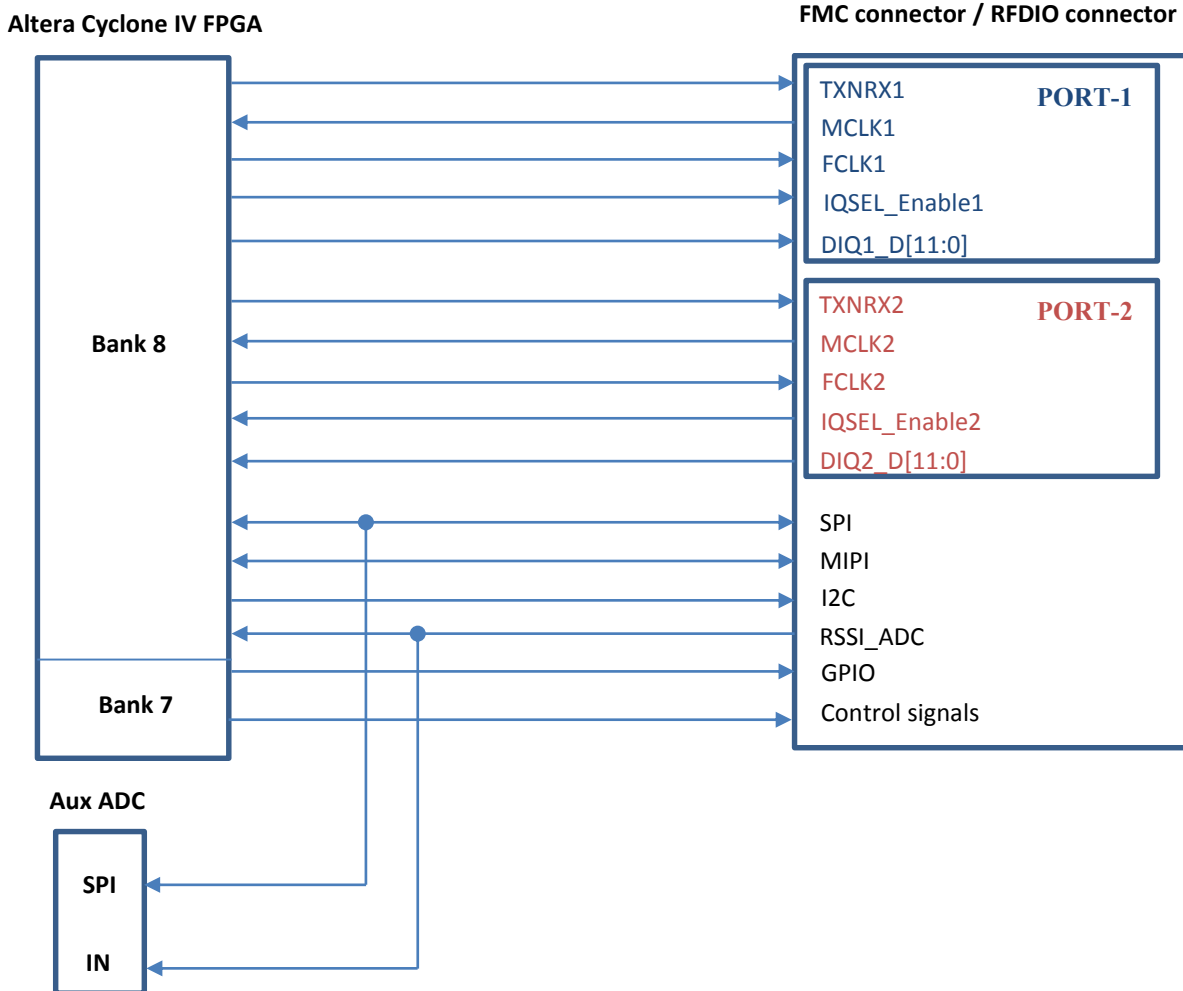 Altera Cyclone IV FPGA
FMC connector / RFDIO connector
TXNRX1
PORT-1
MCLK1
FCLK1
IQSEL_Enable1
DIQ1_D[11:0]
TXNRX2
PORT-2
MCLK2
FCLK2
IQSEL_Enable2
DIQ2_D[11:0]
Bank 8
SPI
MIPI
I2C
RSSI_ADC
GPIO
Control signals
Bank 7
Aux ADC
SPI
IN